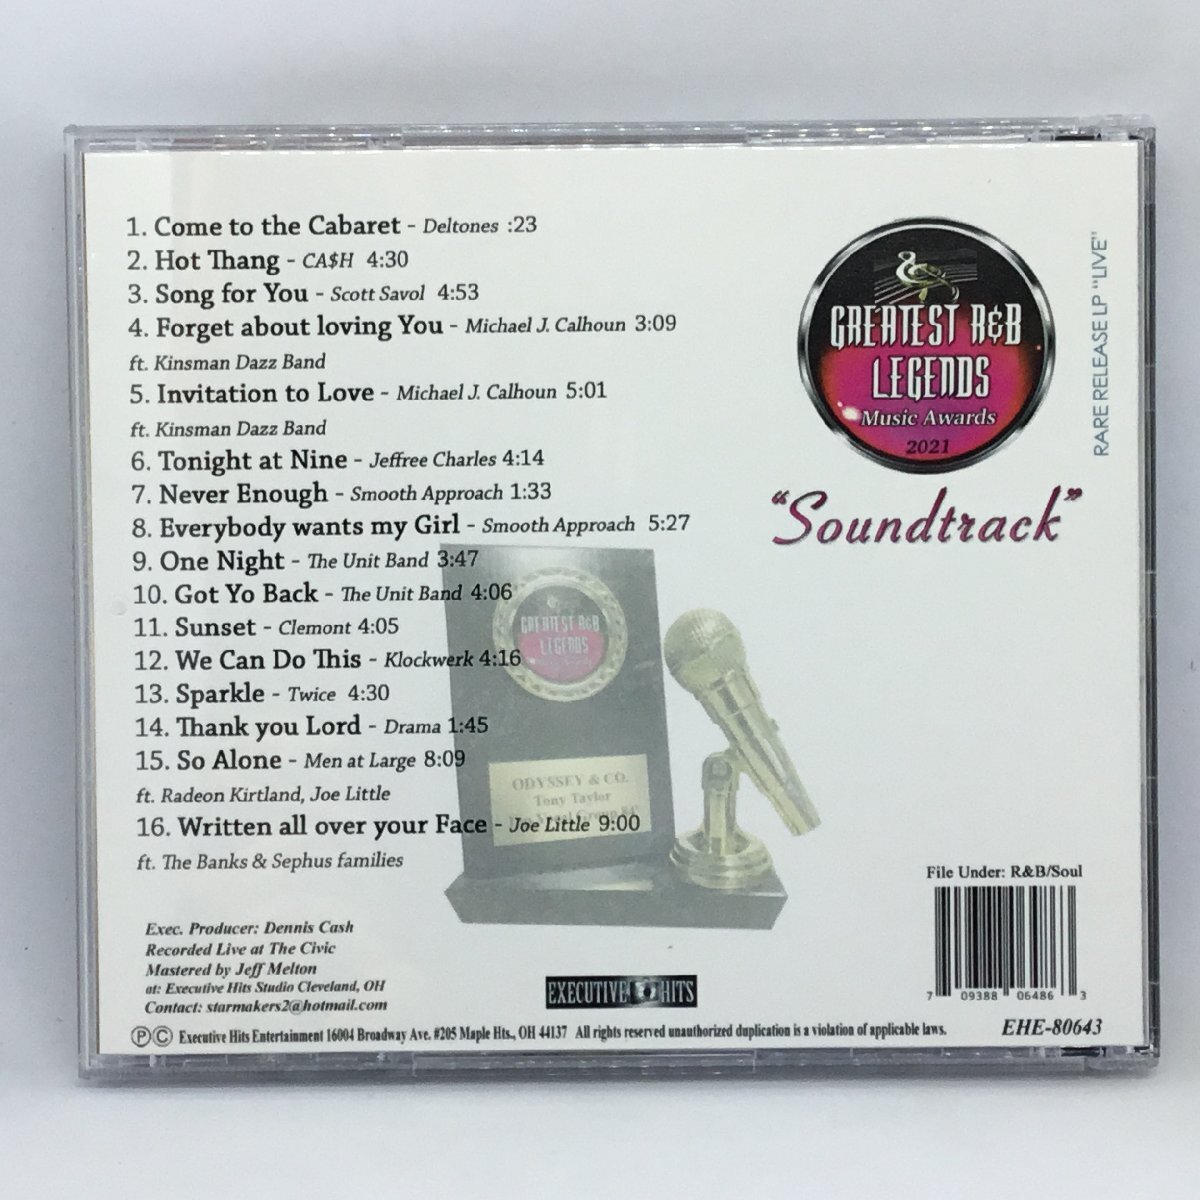 1. Come to the Cabaret - Deltones :23
2. Hot Thang - CA$H 4:30
3. Song for You - Scott Savol 4:53
4. Forget about loving You - Michael J. Calhoun 3:09
ft. Kinsman Dazz Band
5. Invitation to Love - Michael J. Calhoun 5:01
ft. Kinsman Dazz Band
6. Tonight at Nine - Jeffree Charles 4:14
7. Never Enough - Smooth Approach 1:33
8. Everybody wants my Girl - Smooth Approach 5:27
9. One Night - The Unit Band 3:47
10. Got Yo Back - The Unit Band 4:06
11. Sunset - Clemont 4:05
12. We Can Do This - Klockwerk 4:16
13. Sparkle - Twice 4:30
14. Thank you Lord - Drama 1:45
15. So Alone - Men at Large 8:09
ft. Radeon Kirtland, Joe Little
16. Written all over your Face - Joe Little 9:00
ft. The Banks & Sephus families
GREATEST R&B
LEGENDS
Music Awards
2021
"Soundtrack"
RARE RELEASE LP "LIVE"
GREATEST R&B
LEGENDS
ODYSSEY & CO.
Tony Taylor
Exec. Producer: Dennis Cash
Recorded Live at The Civic
Mastered by Jeff Melton
at: Executive Hits Studio Cleveland, OH
Contact: starmakers2@hotmail.com
EXECUTIVE HITS
File Under: R&B/Soul
7 09388 06486 3
EHE-80643
Ⓟ© Executive Hits Entertainment 16004 Broadway Ave. #205 Maple Hts., OH 44137 All rights reserved unauthorized duplication is a violation of applicable laws.